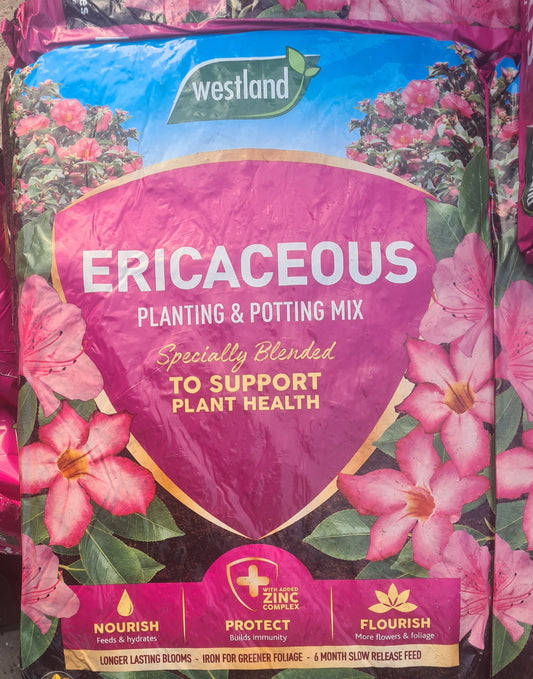 westland
ERICACEOUS
PLANTING & POTTING MIX
Specially Blended
TO SUPPORT
PLANT HEALTH
WITH ADDED
ZINC
COMPLEX
NOURISH
Feeds & hydrates
PROTECT
Builds immunity
FLOURISH
More flowers & foliage
LONGER LASTING BLOOMS - IRON FOR GREENER FOLIAGE - 6 MONTH SLOW RELEASE FEED